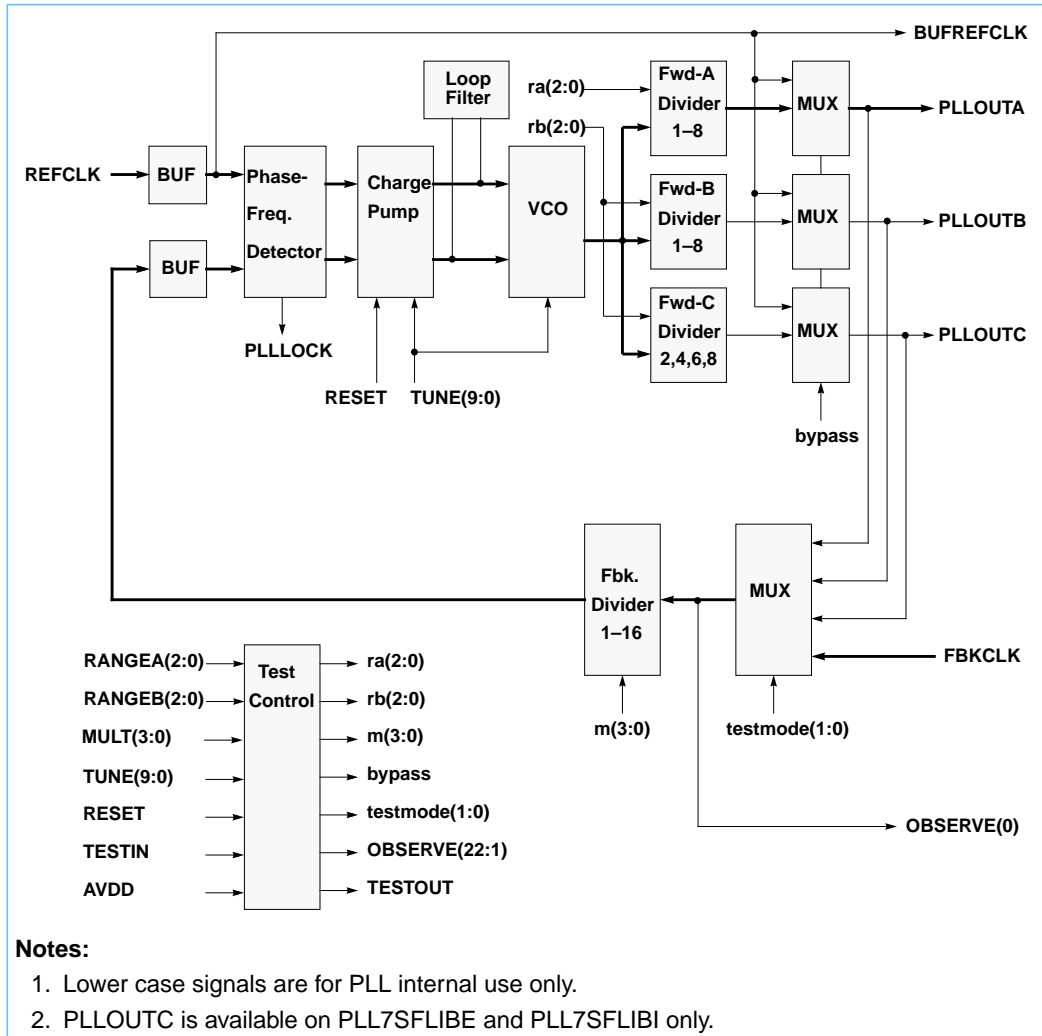 BUFREFCLK
Loop
Filter
ra(2:0)
rb(2:0)
Fwd-A
Divider
1–8
MUX
PLLOUTA
REFCLK
BUF
Phase-
Freq.
Detector
Charge
Pump
VCO
Fwd-B
Divider
1–8
MUX
PLLOUTB
BUF
Fwd-C
Divider
2,4,6,8
MUX
PLLOUTC
PLLLOCK
RESET
TUNE(9:0)
bypass
Fbk.
Divider
1–16
MUX
FBKCLK
m(3:0)
testmode(1:0)
OBSERVE(0)
RANGEA(2:0)
RANGEB(2:0)
MULT(3:0)
TUNE(9:0)
RESET
TESTIN
AVDD
Test
Control
ra(2:0)
rb(2:0)
m(3:0)
bypass
testmode(1:0)
OBSERVE(22:1)
TESTOUT
Notes:
1. Lower case signals are for PLL internal use only.
2. PLLOUTC is available on PLL7SFLIBE and PLL7SFLIBI only.